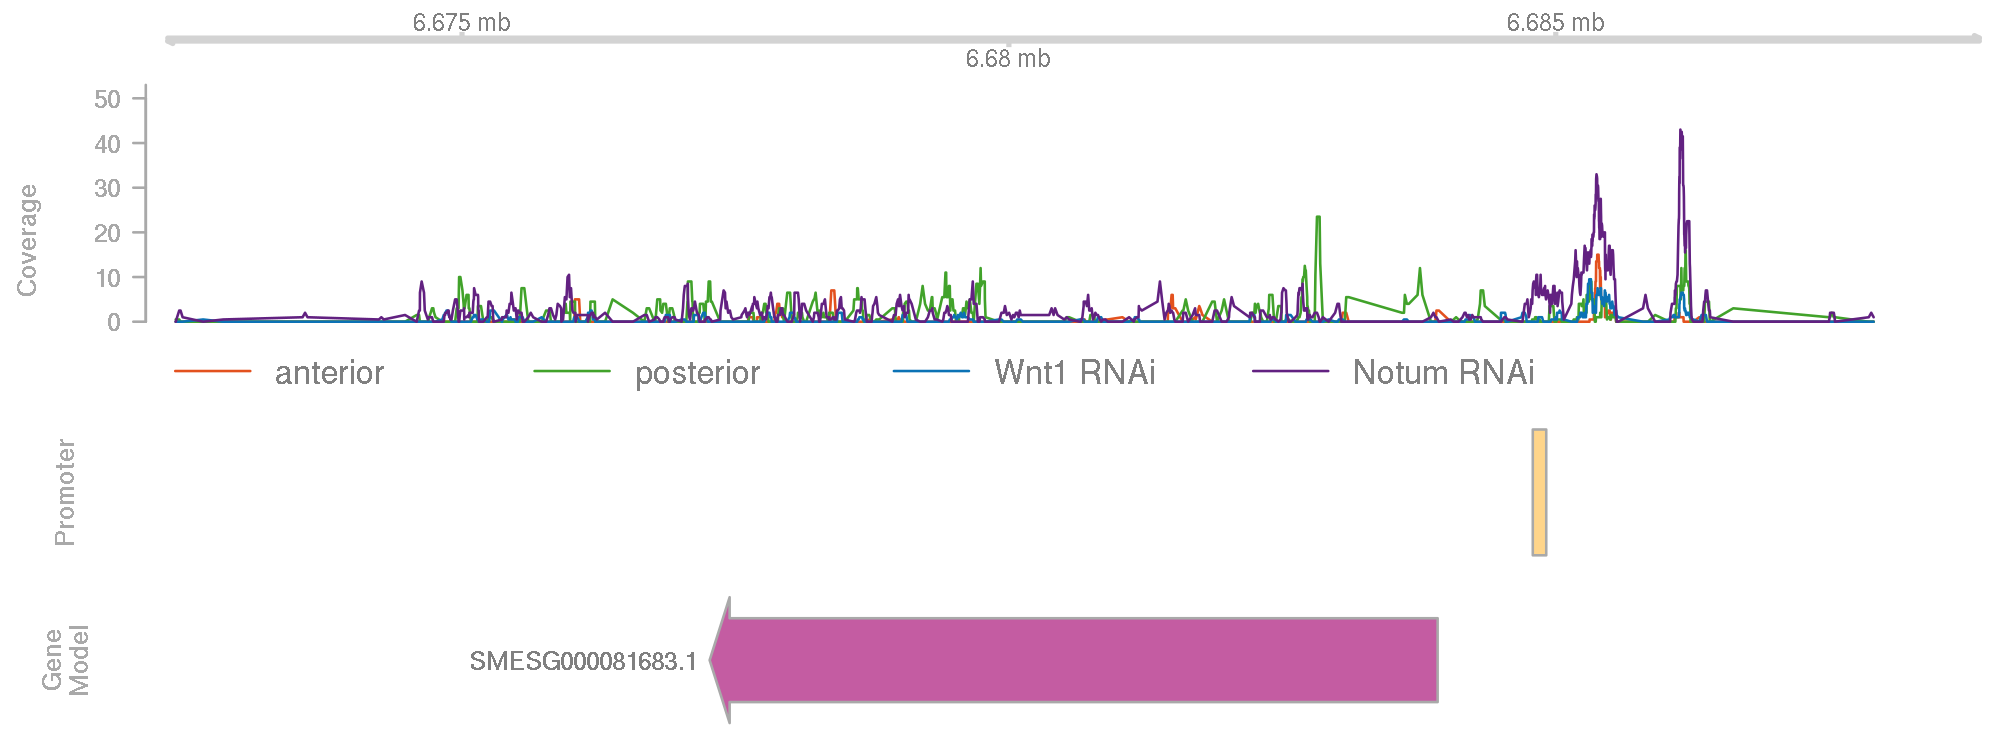 6.675 mb
6.685 mb
6.68 mb
50
40
30
20
10
0
Coverage
anterior
posterior
Wnt1 RNAi
Notum RNAi
Promoter
Gene
Model
SMESG000081683.1